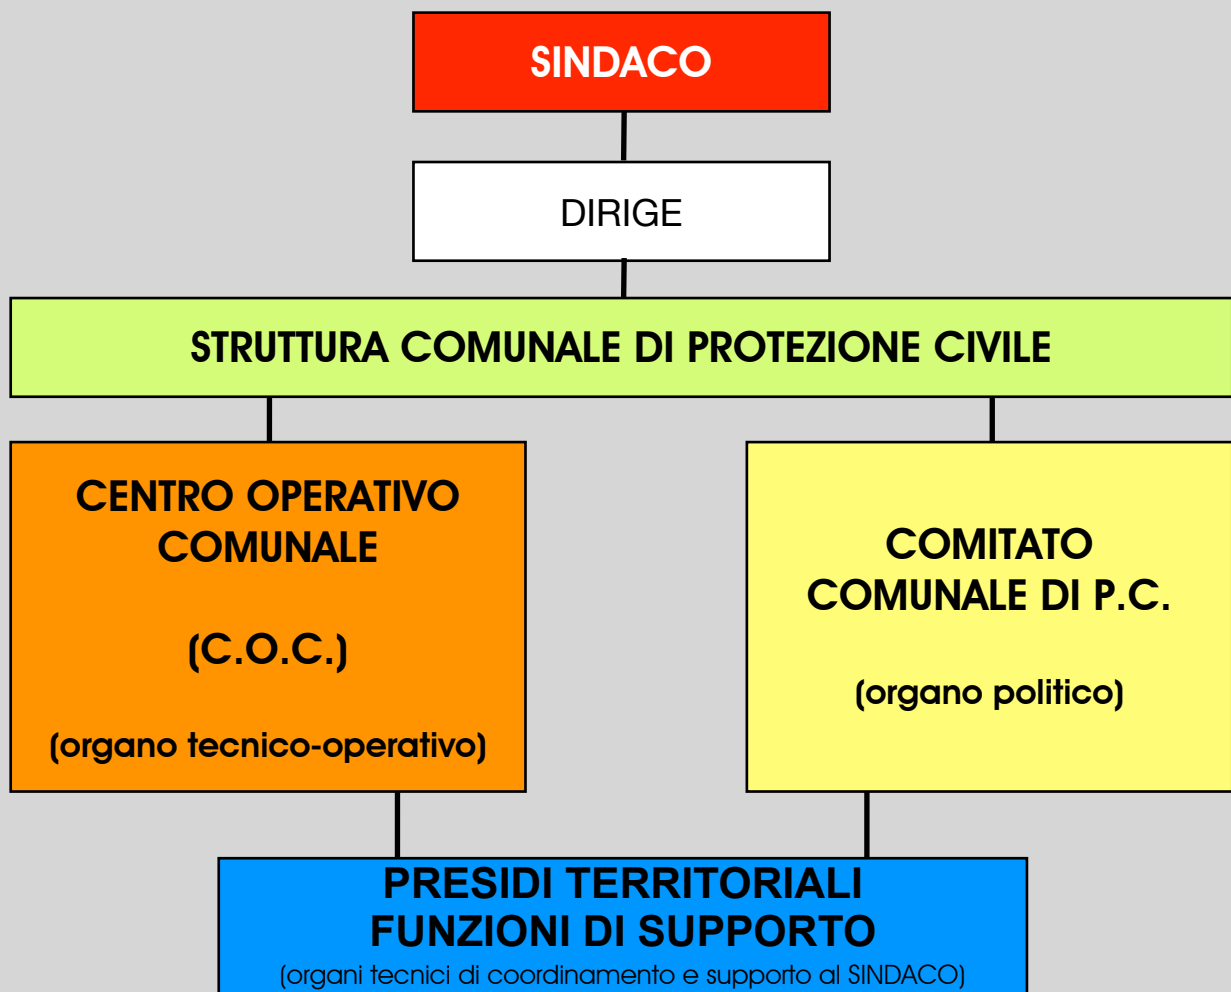 SINDACO
DIRIGE
STRUTTURA COMUNALE DI PROTEZIONE CIVILE
CENTRO OPERATIVO
COMUNALE
(C.O.C.)
(organo tecnico-operativo)
COMITATO
COMUNALE DI P.C.
(organo politico)
PRESIDI TERRITORIALI
FUNZIONI DI SUPPORTO
(organi tecnici di coordinamento e supporto al SINDACO)